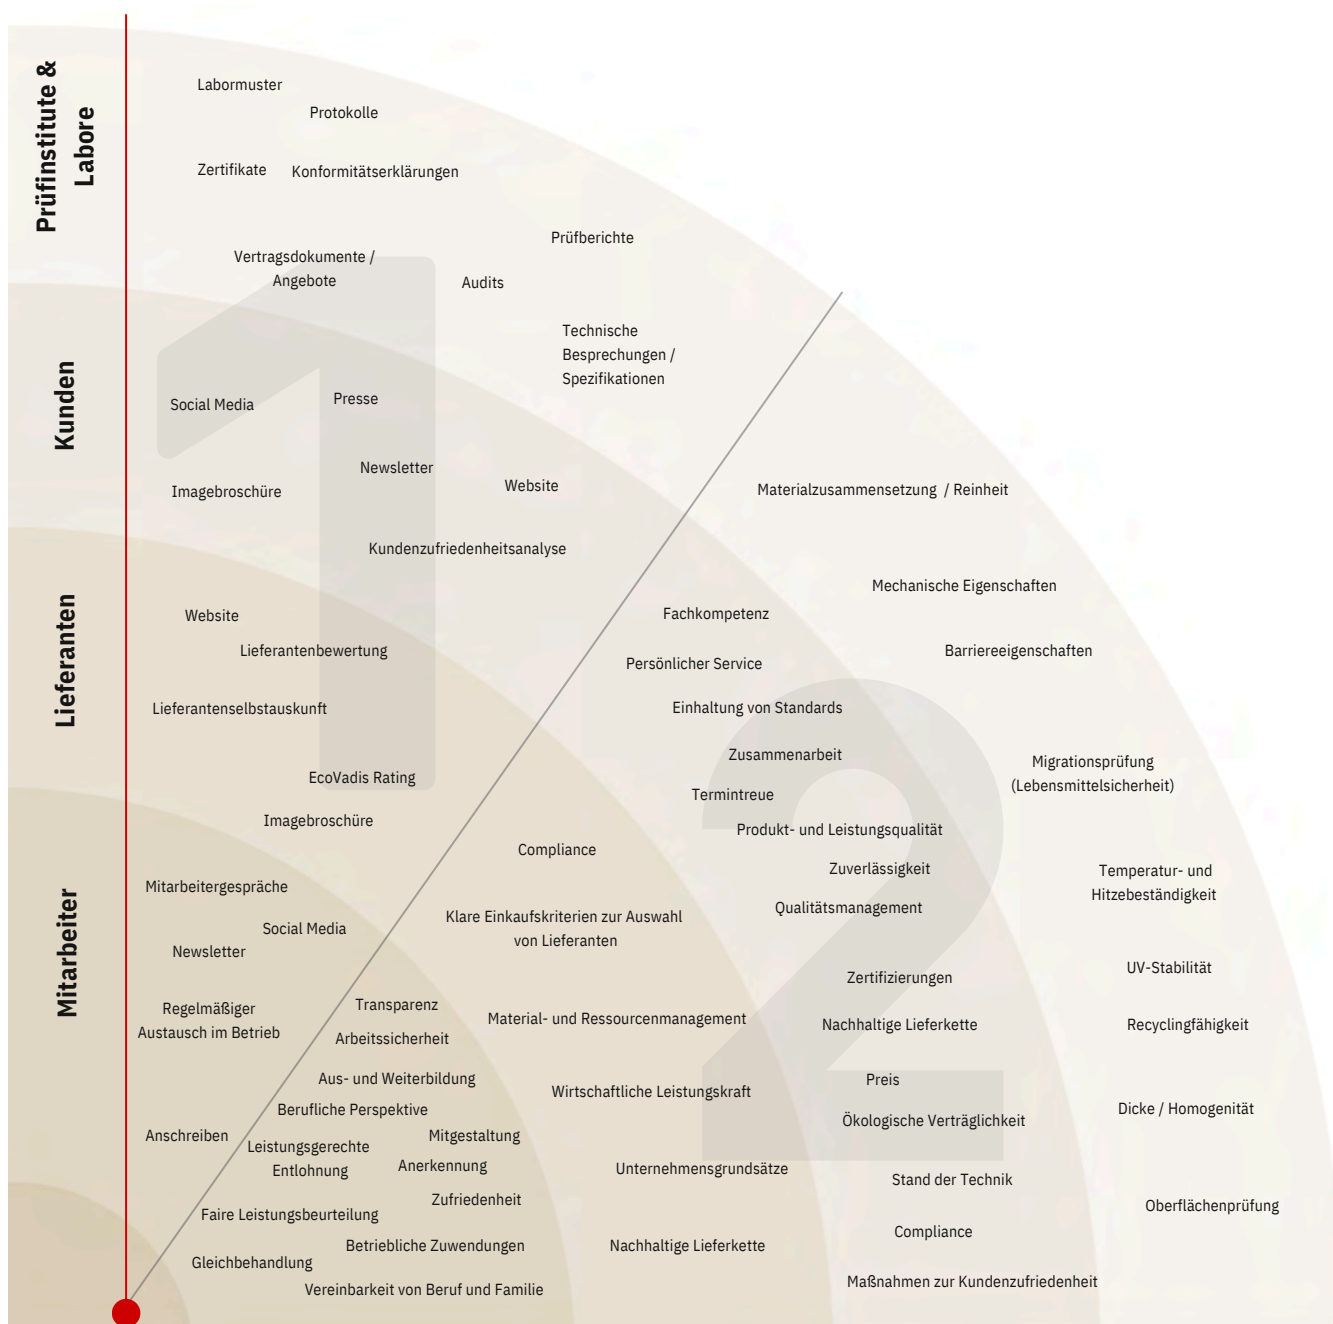 Prüfinstitute &
Labore
Labormuster
Protokolle
Zertifikate
Konformitätserklärungen
Prüfberichte
Vertragsdokumente /
Angebote
Audits
Technische
Besprechungen /
Spezifikationen
Kunden
Social Media
Presse
Newsletter
Website
Imagebroschüre
Kundenzufriedenheitsanalyse
Lieferanten
Website
Lieferantenbewertung
Lieferantenselbstauskunft
EcoVadis Rating
Imagebroschüre
Mitarbeiter
Mitarbeitergespräche
Social Media
Newsletter
Regelmäßiger
Austausch im Betrieb
Anschreiben
1
Materialzusammensetzung / Reinheit
Mechanische Eigenschaften
Barriereeigenschaften
Migrationsprüfung
(Lebensmittelsicherheit)
Temperatur- und
Hitzebeständigkeit
UV-Stabilität
Recyclingfähigkeit
Dicke / Homogenität
Oberflächenprüfung
Fachkompetenz
Persönlicher Service
Einhaltung von Standards
Zusammenarbeit
Termintreue
Produkt- und Leistungsqualität
Zuverlässigkeit
Qualitätsmanagement
Zertifizierungen
Nachhaltige Lieferkette
Preis
Ökologische Verträglichkeit
Stand der Technik
Compliance
Maßnahmen zur Kundenzufriedenheit
Compliance
Klare Einkaufskriterien zur Auswahl
von Lieferanten
Material- und Ressourcenmanagement
Wirtschaftliche Leistungskraft
Unternehmensgrundsätze
Nachhaltige Lieferkette
Transparenz
Arbeitssicherheit
Aus- und Weiterbildung
Berufliche Perspektive
Mitgestaltung
Leistungsgerechte
Entlohnung
Anerkennung
Zufriedenheit
Faire Leistungsbeurteilung
Betriebliche Zuwendungen
Gleichbehandlung
Vereinbarkeit von Beruf und Familie
2